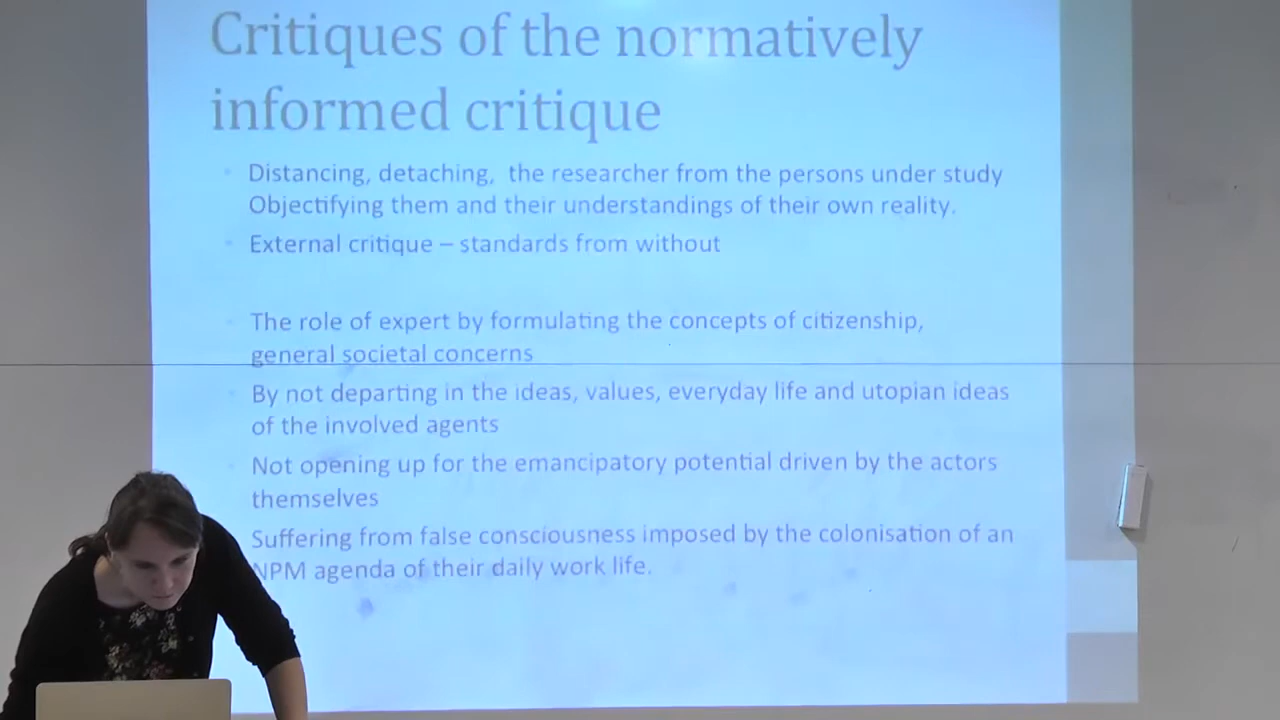 Critiques of the normatively
informed critique
Distancing, detaching, the researcher from the persons under study
Objectifying them and their understandings of their own reality.
External critique – standards from without
The role of expert by formulating the concepts of citizenship,
general societal concerns
By not departing in the ideas, values, everyday life and utopian ideas
of the involved agents
Not opening up for the emancipatory potential driven by the actors
themselves
Suffering from false consciousness imposed by the colonisation of an
NPM agenda of their daily work life.